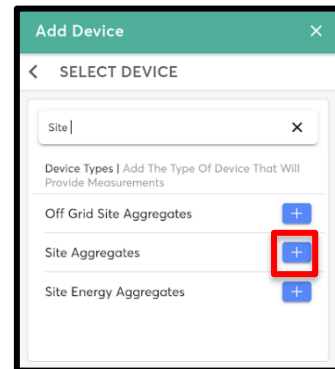 Add Device ×
< SELECT DEVICE
Site ×
Device Types | Add The Type Of Device That Will
Provide Measurements
Off Grid Site Aggregates +
Site Aggregates +
Site Energy Aggregates +